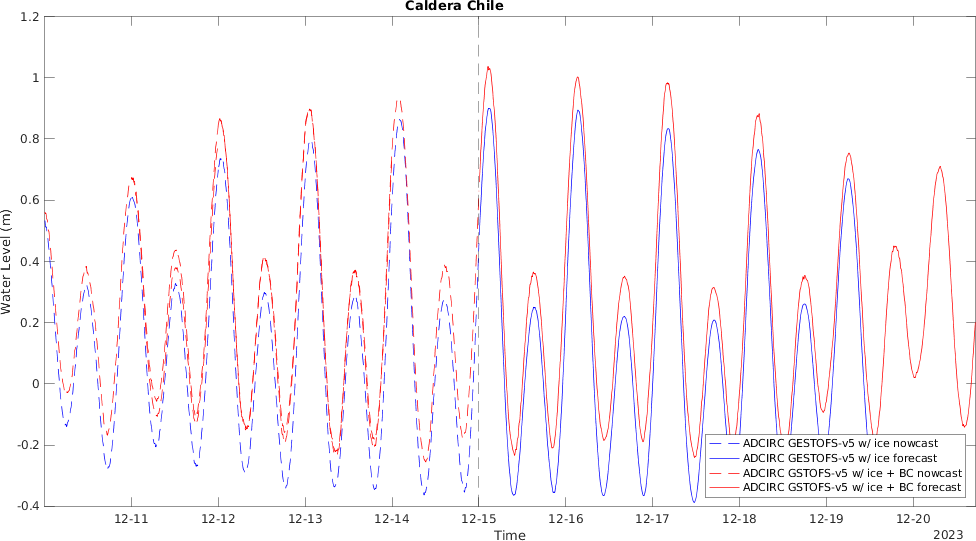 Caldera Chile
1.2
1
0.8
0.6
0.4
0.2
0
-0.2
-0.4
Water Level (m)
ADCIRC GESTOFS-v5 w/ ice nowcast
ADCIRC GESTOFS-v5 w/ ice forecast
ADCIRC GSTOFS-v5 w/ ice + BC nowcast
ADCIRC GSTOFS-v5 w/ ice + BC forecast
12-11 12-12 12-13 12-14 12-15 12-16 12-17 12-18 12-19 12-20
Time
2023